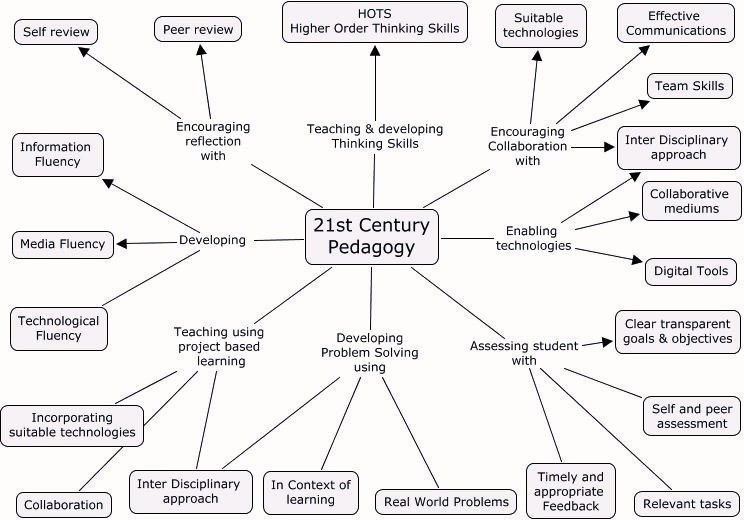 HOTS
Higher Order Thinking Skills
Self review
Peer review
Suitable
technologies
Effective
Communications
Team Skills
Encouraging
reflection
with
Teaching & developing
Thinking Skills
Encouraging
Collaboration
with
Inter Disciplinary
approach
Information
Fluency
Collaborative
mediums
21st Century
Pedagogy
Developing
Media Fluency
Enabling
technologies
Digital Tools
Technological
Fluency
Teaching using
project based
learning
Developing
Problem Solving
using
Assessing student
with
Clear transparent
goals & objectives
Self and peer
assessment
Incorporating
suitable technologies
Collaboration
Inter Disciplinary
approach
In Context of
learning
Real World Problems
Timely and
appropriate
Feedback
Relevant tasks